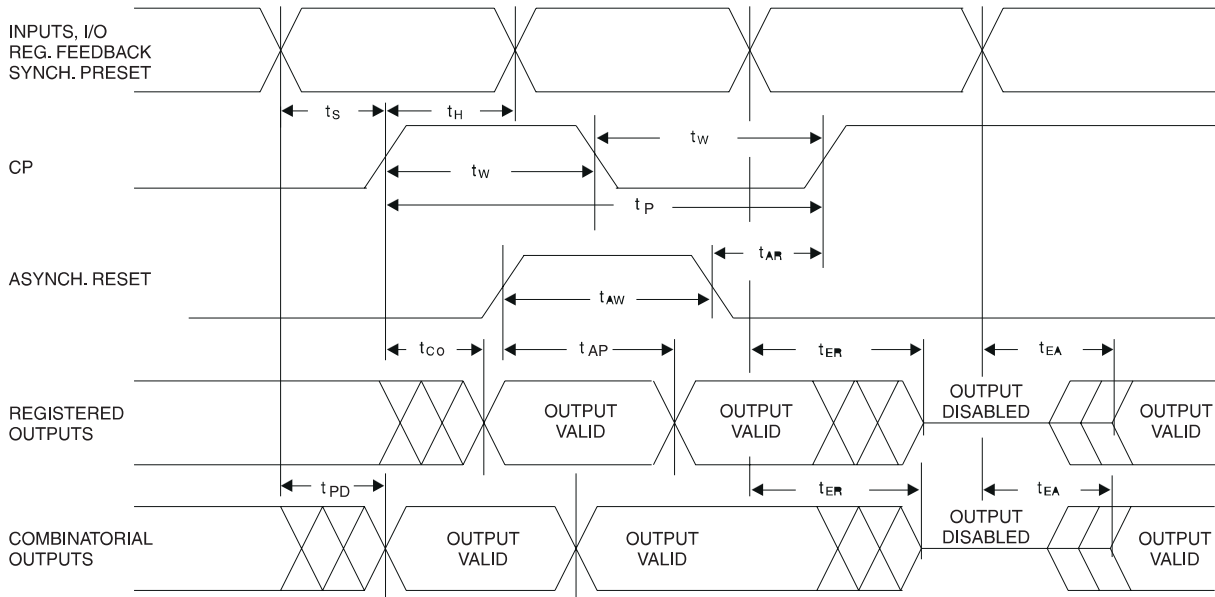 INPUTS, I/O
REG. FEEDBACK
SYNCH. PRESET
tS
tH
CP
tW
tW
tP
ASYNCH. RESET
tAR
tAW
tCO
tAP
tER
tEA
REGISTERED
OUTPUTS
OUTPUT
VALID
OUTPUT
VALID
OUTPUT
DISABLED
OUTPUT
VALID
tPD
tER
tEA
COMBINATORIAL
OUTPUTS
OUTPUT
VALID
OUTPUT
VALID
OUTPUT
DISABLED
OUTPUT
VALID